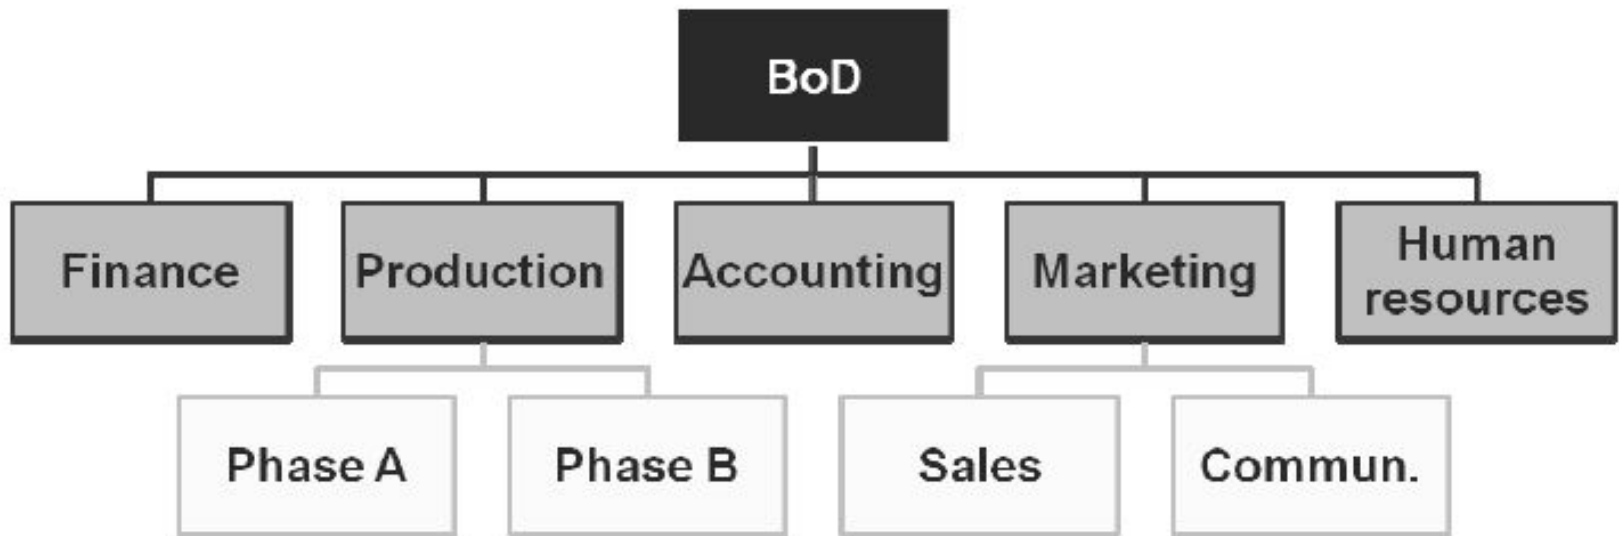 BoD
Finance
Production
Accounting
Marketing
Human
resources
Phase A
Phase B
Sales
Commun.